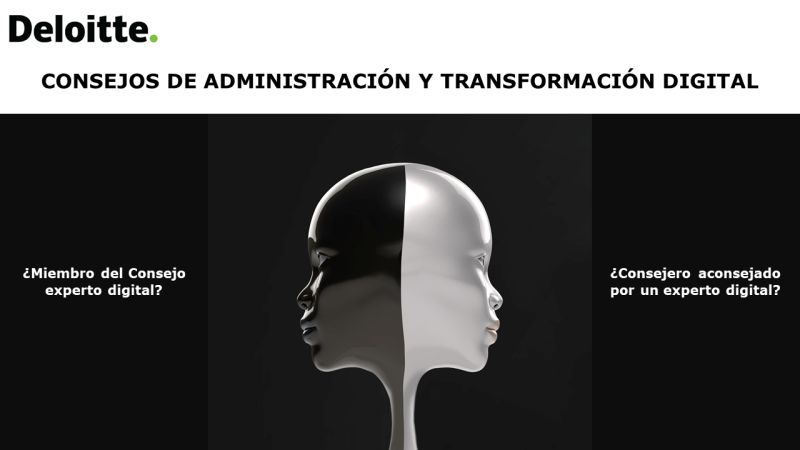 Deloitte.
CONSEJOS DE ADMINISTRACIÓN Y TRANSFORMACIÓN DIGITAL
¿Miembro del Consejo
experto digital?
¿Consejero aconsejado
por un experto digital?